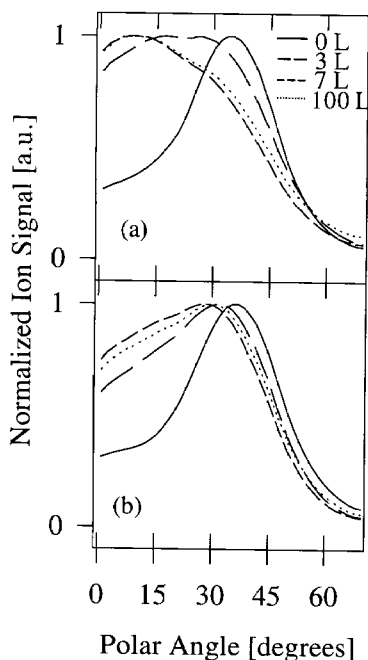 1
0 L
3 L
7 L
100 L
(a)
0
1
(b)
0
Normalized Ion Signal [a.u.]
0 15 30 45 60
Polar Angle [degrees]